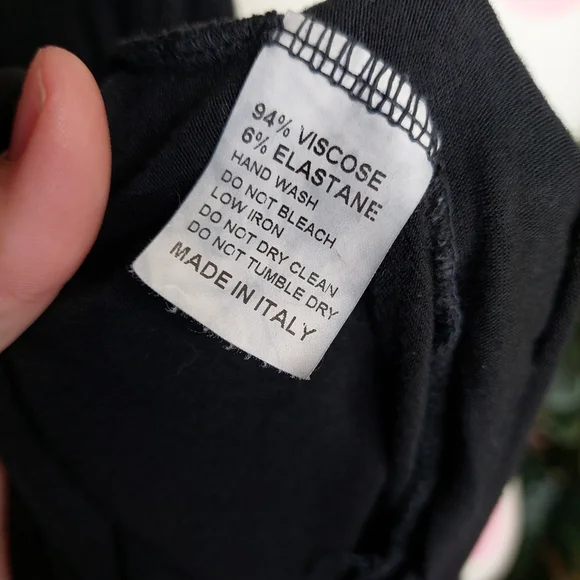 94% VISCOSE
6% ELASTANE
HAND WASH
DO NOT BLEACH
LOW IRON
DO NOT DRY CLEAN
DO NOT TUMBLE DRY
MADE IN ITALY